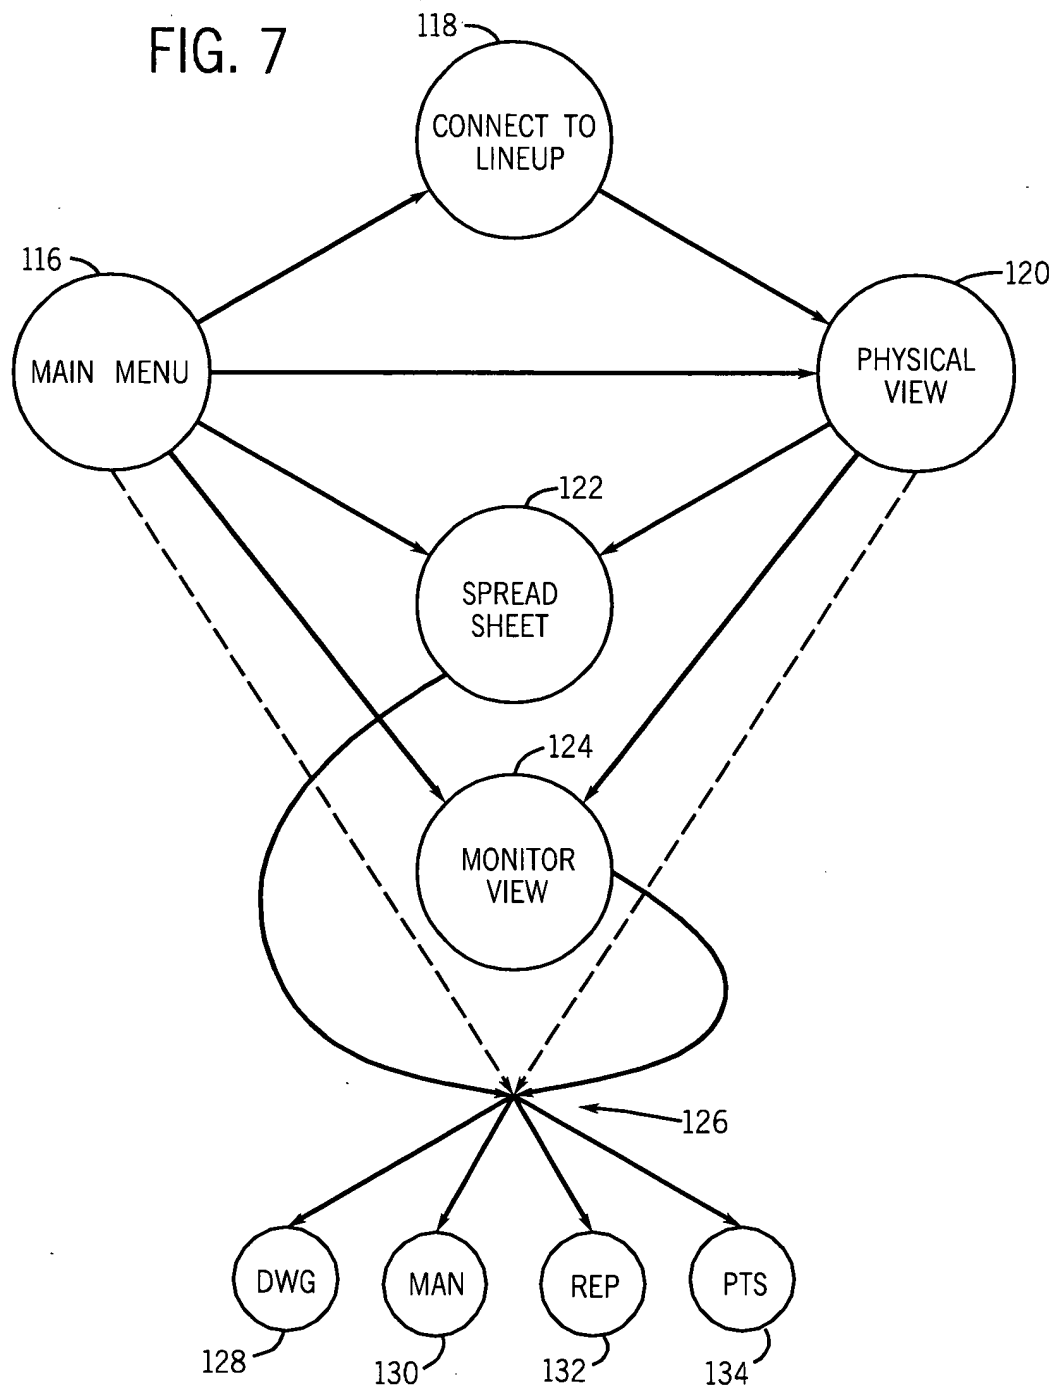 FIG. 7
118
CONNECT TO
LINEUP
116
MAIN MENU
120
PHYSICAL
VIEW
122
SPREAD
SHEET
124
MONITOR
VIEW
126
DWG
MAN
REP
PTS
128
130
132
134